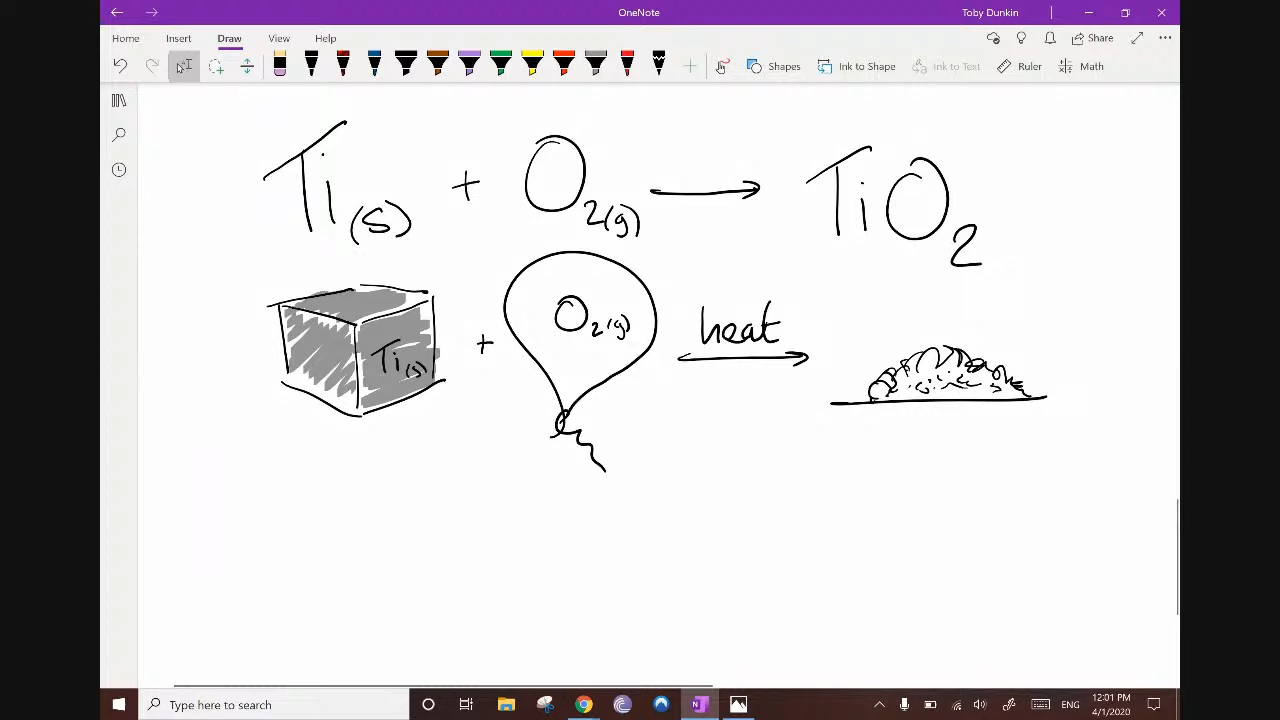 OneNote
Toby Dunkin
Home Insert Draw View Help
Share
Shapes Ink to Shape Ink to Text Ruler Math
Ti(s) + O2(g) → TiO2
Ti(s) + O2(g) heat
Type here to search
ENG
12:01 PM
4/1/2020